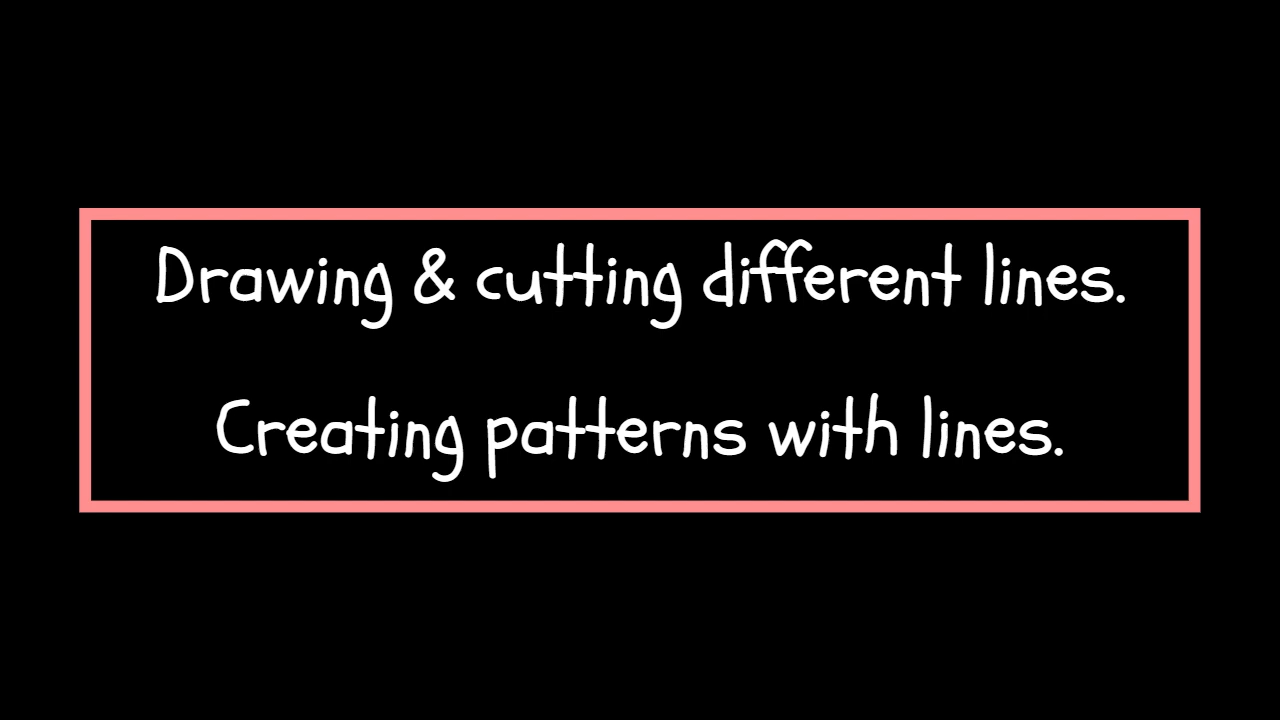 Drawing & cutting different lines.
Creating patterns with lines.